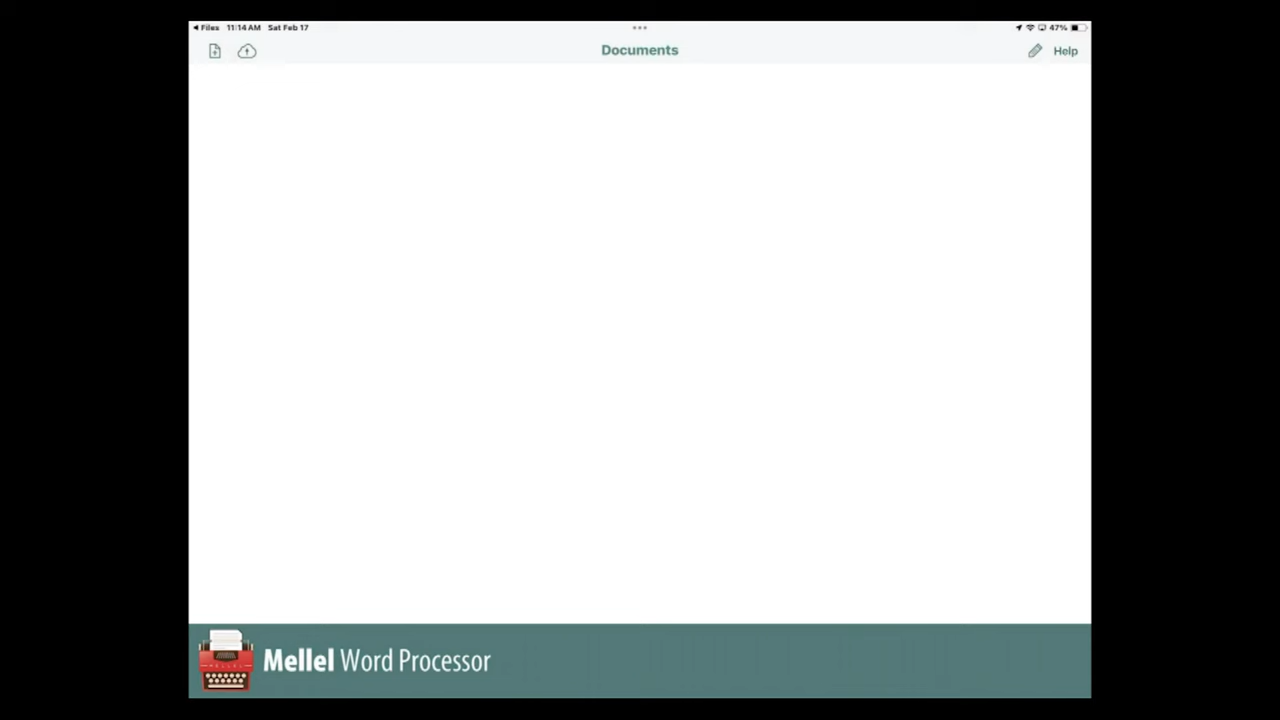 Files 11:14 AM Sat Feb 17
47%
Documents
Help
Mellel Word Processor